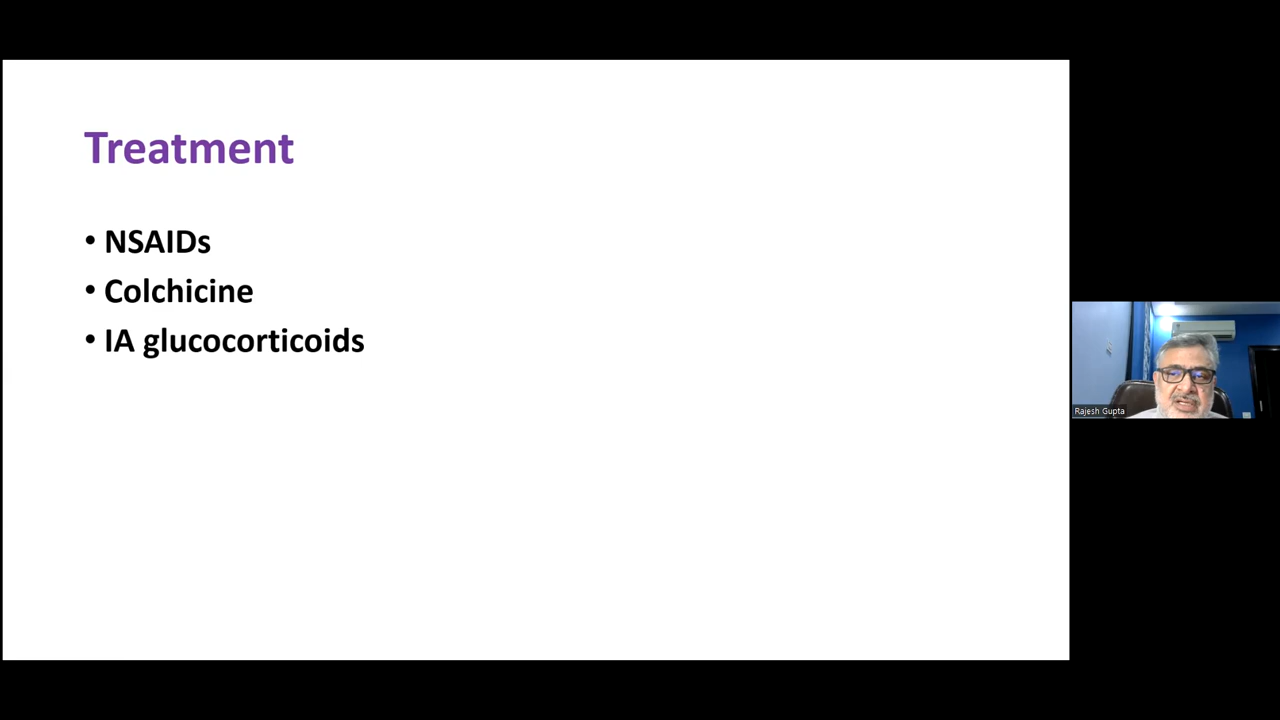 Treatment
• NSAIDs
• Colchicine
• IA glucocorticoids
Rajesh Gupta